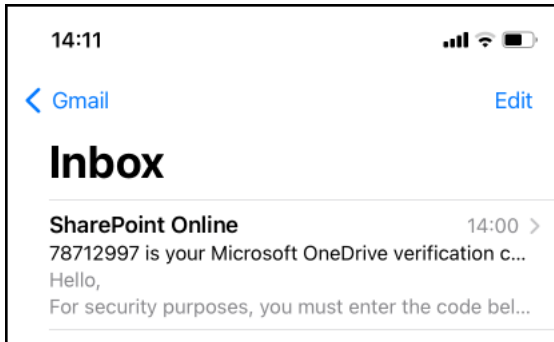 14:11
Gmail Edit
Inbox
SharePoint Online 14:00
78712997 is your Microsoft OneDrive verification c...
Hello,
For security purposes, you must enter the code bel...